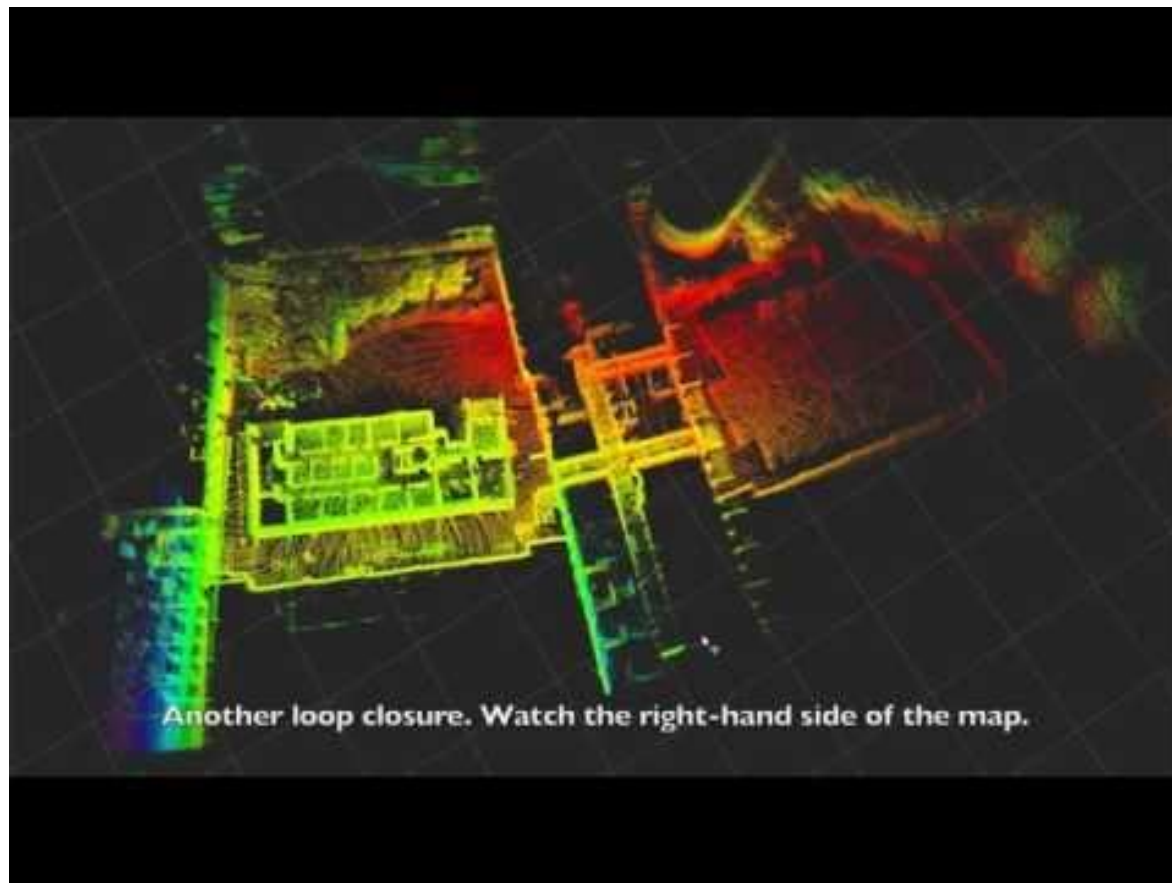 Another loop closure. Watch the right-hand side of the map.